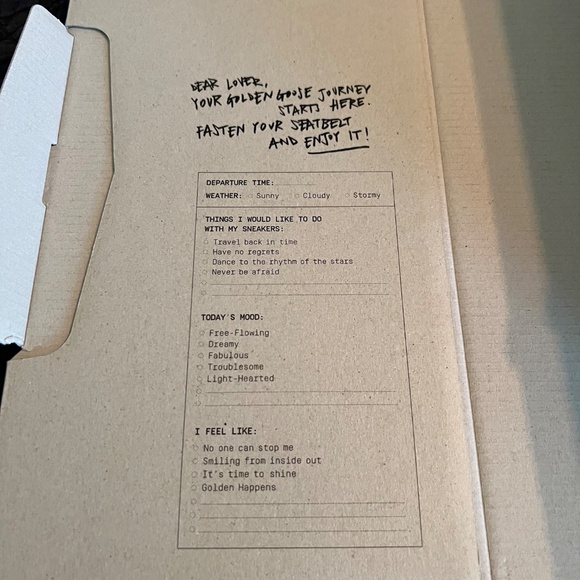 DEAR LOVER,
YOUR GOLDEN GOOSE JOURNEY
STARTS HERE.
FASTEN YOUR SEATBELT
AND ENJOY IT!
DEPARTURE TIME:
WEATHER: Sunny Cloudy Stormy
THINGS I WOULD LIKE TO DO
WITH MY SNEAKERS:
Travel back in time
Have no regrets
Dance to the rhythm of the stars
Never be afraid
TODAY'S MOOD:
Free-Flowing
Dreamy
Fabulous
Troublesome
Light-Hearted
I FEEL LIKE:
No one can stop me
Smiling from inside out
It's time to shine
Golden Happens